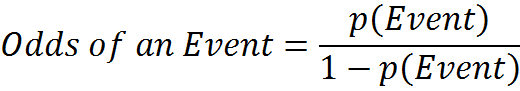 Odds of an Event = p(Event) / 1 − p(Event)